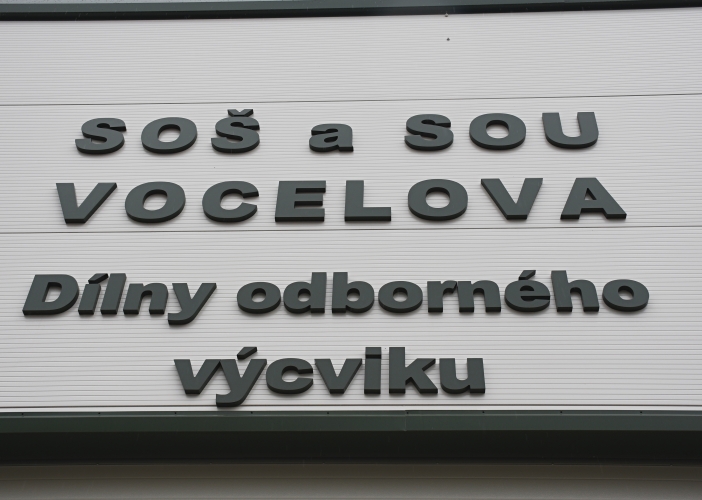 SOŠ a SOU
VOCELOVA
Dílny odborného
výcviku